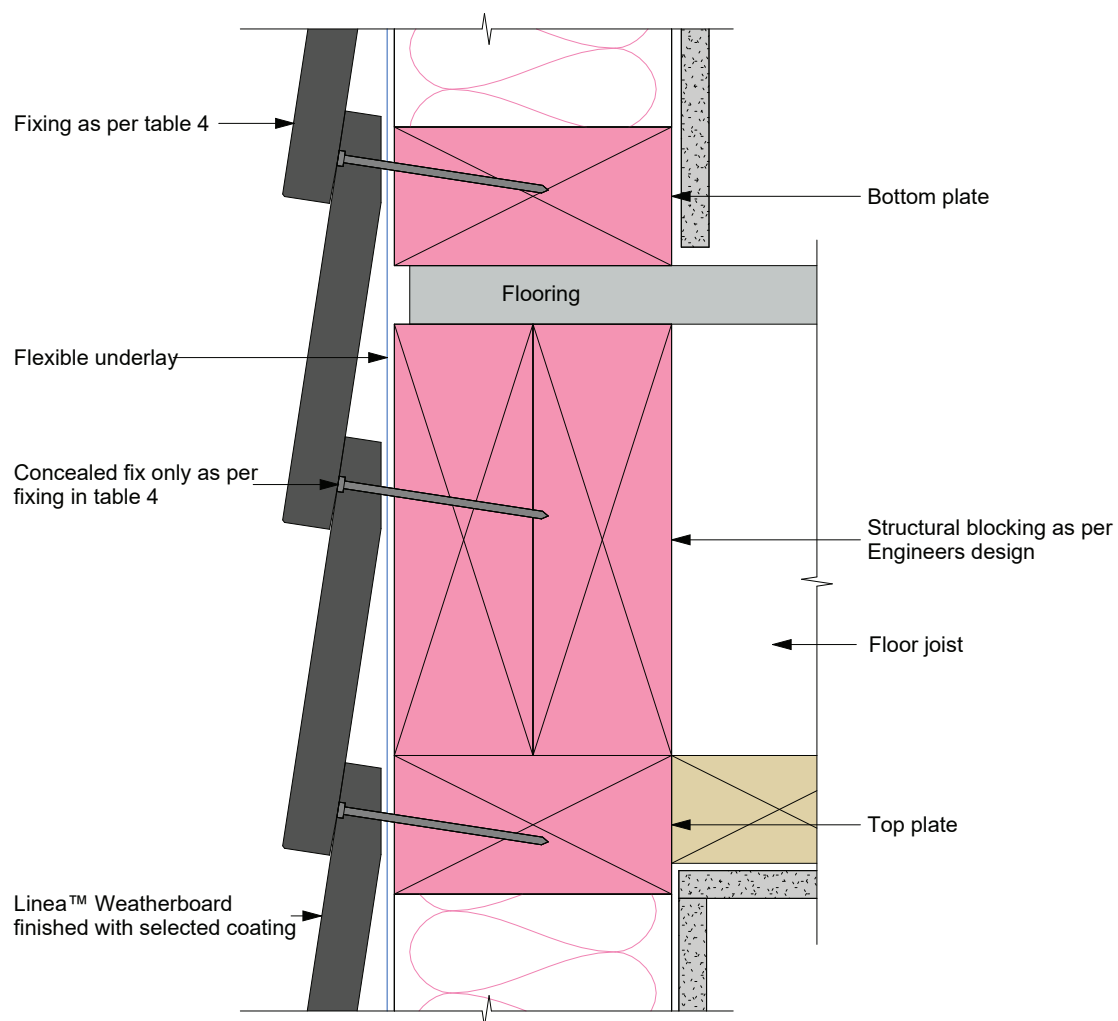 Fixing as per table 4
Bottom plate
Flooring
Flexible underlay
Concealed fix only as per
fixing in table 4
Structural blocking as per
Engineers design
Floor joist
Top plate
Linea™ Weatherboard
finished with selected coating